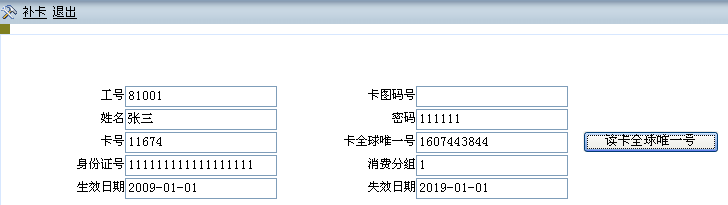 补卡 退出
工号 81001 卡图码号
姓名 张三 密码 111111
卡号 11674 卡全球唯一号 1607443844 读卡全球唯一号
身份证号 111111111111111111 消费分组 1
生效日期 2009-01-01 失效日期 2019-01-01